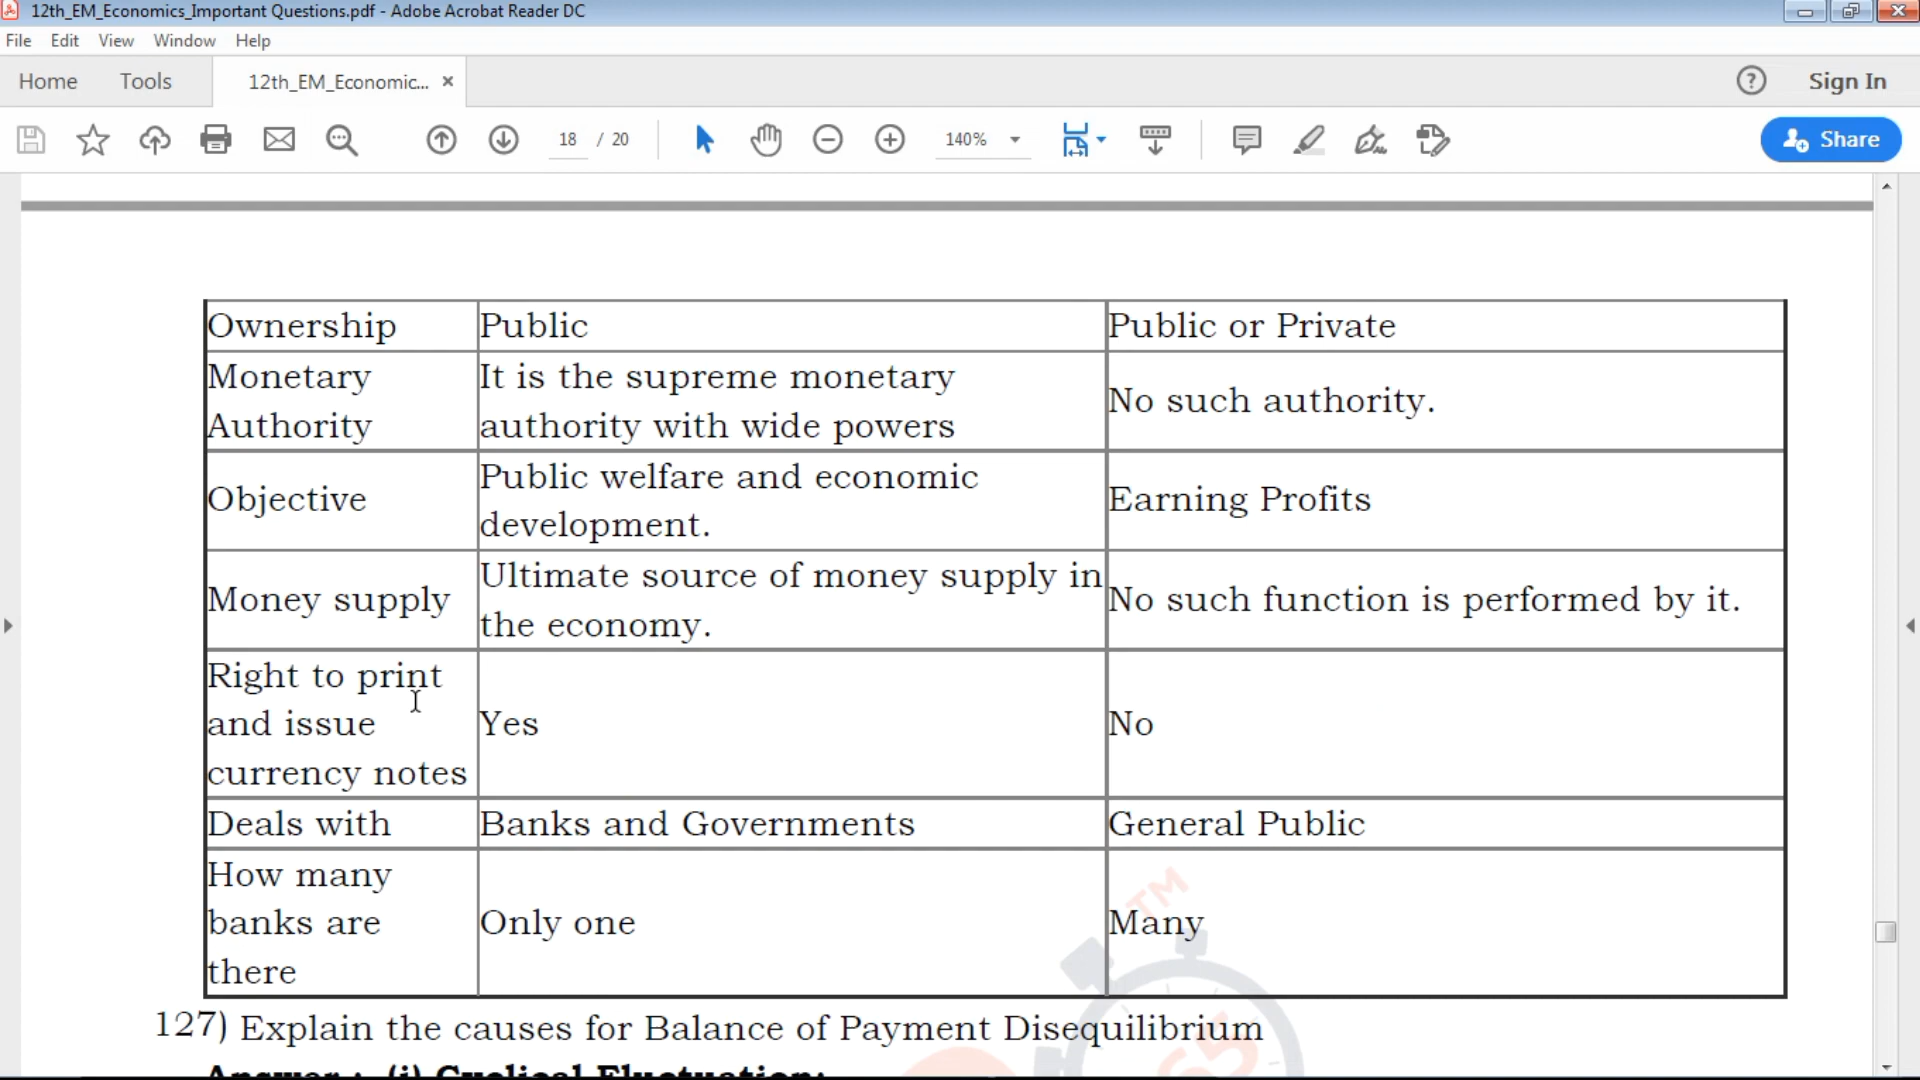 12th_EM_Economics_Important Questions.pdf - Adobe Acrobat Reader DC
File Edit View Window Help
Home Tools 12th_EM_Economic... × Sign In
18 / 20 140% Share
Ownership Public Public or Private
Monetary Authority It is the supreme monetary authority with wide powers No such authority.
Objective Public welfare and economic development. Earning Profits
Money supply Ultimate source of money supply in the economy. No such function is performed by it.
Right to print and issue currency notes Yes No
Deals with Banks and Governments General Public
How many banks are there Only one Many
TM
127) Explain the causes for Balance of Payment Disequilibrium
65
Answer : (i) Cyclical Fluctuation: